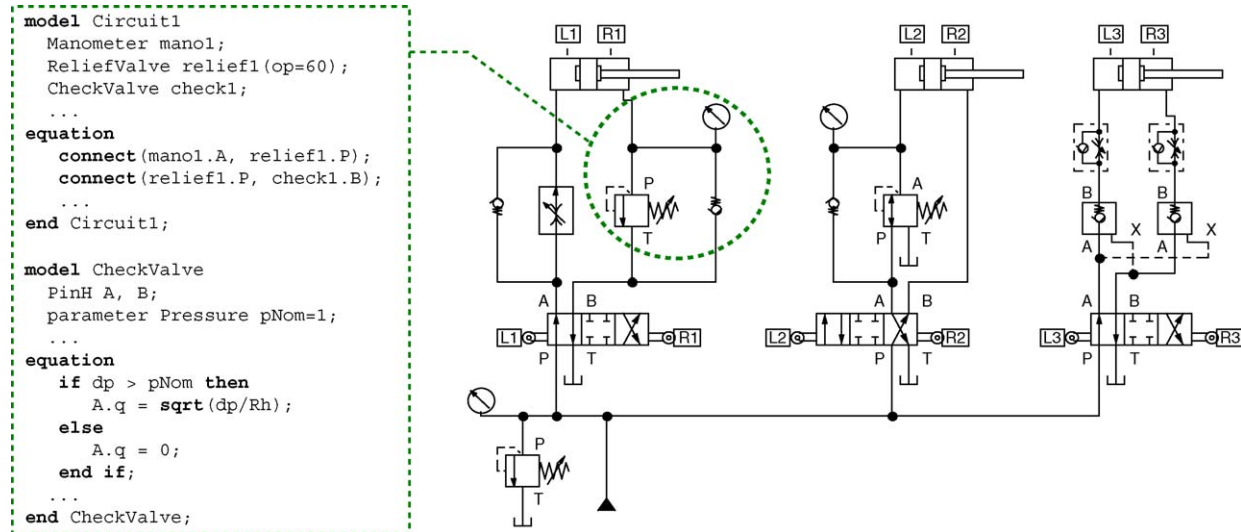 model Circuit1
Manometer mano1;
ReliefValve relief1(op=60);
CheckValve check1;
...
equation
connect(mano1.A, relief1.P);
connect(relief1.P, check1.B);
...
end Circuit1;
model CheckValve
PinH A, B;
parameter Pressure pNom=1;
...
equation
if dp > pNom then
A.q = sqrt(dp/Rh);
else
A.q = 0;
end if;
...
end CheckValve;
L1 R1 L2 R2 L3 R3
P A
T P T
B B
X X
A A
A B A B A B
L1 R1 L2 R2 L3 R3
P T P T P T
P
T